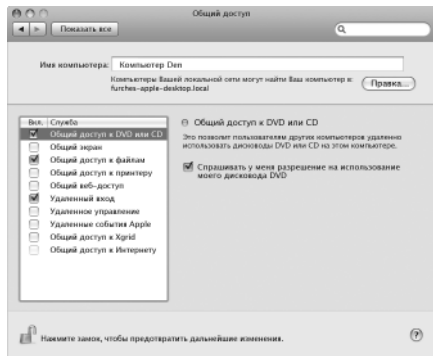 Общий доступ
Показать все
Имя компьютера: Компьютер Den
Компьютеры Вашей локальной сети могут найти Ваш компьютер в:
furches-apple-desktop.local
Правка...
Вкл. Служба
Общий доступ к DVD или CD
Общий экран
Общий доступ к файлам
Общий доступ к принтеру
Общий веб-доступ
Удаленный вход
Удаленное управление
Удаленные события Apple
Общий доступ к Xgrid
Общий доступ к Интернету
Общий доступ к DVD или CD
Это позволит пользователям других компьютеров удаленно
использовать дисководы DVD или CD на этом компьютере.
Спрашивать у меня разрешение на использование
моего дисковода DVD
Нажмите замок, чтобы предотвратить дальнейшие изменения.
?